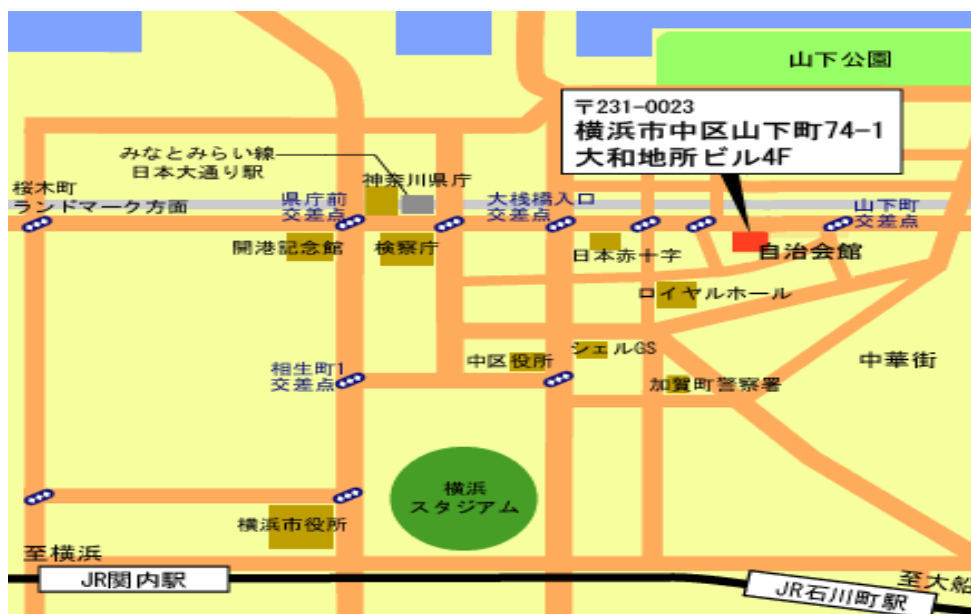 山下公園
〒231-0023
横浜市中区山下町74-1
大和地所ビル4F
みなとみらい線
日本大通り駅
神奈川県庁
桜木町
ランドマーク方面
県庁前
交差点
大桟橋入口
交差点
山下町
交差点
開港記念館
検察庁
日本赤十字
自治会館
ロイヤルホール
シェルGS
中区役所
中華街
相生町1
交差点
加賀町警察署
横浜
スタジアム
横浜市役所
至横浜
JR関内駅
至大船
JR石川町駅